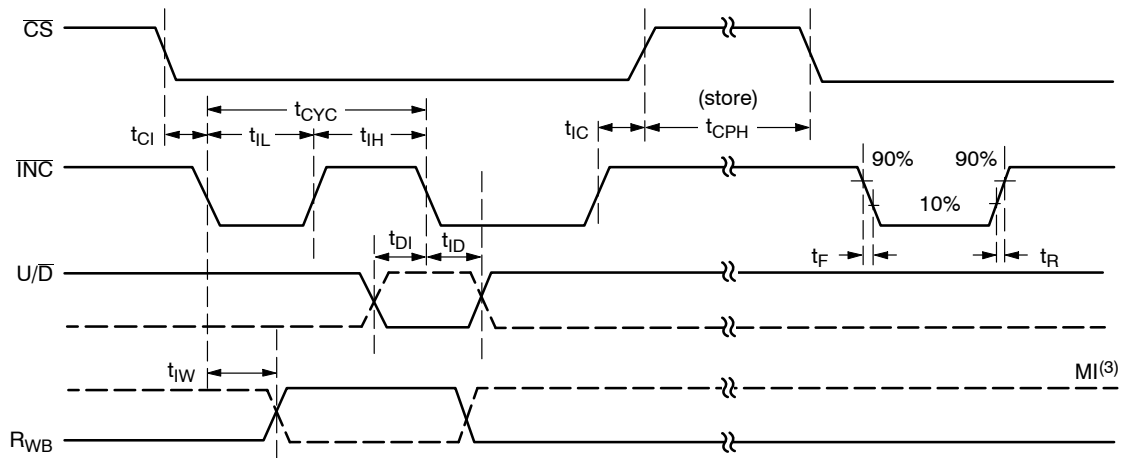 CS
(store)
tCYC
tCI
tIL
tIH
tIC
tCPH
INC
90%
90%
10%
tDI
tID
tF
tR
U/D
tIW
MI(3)
RWB